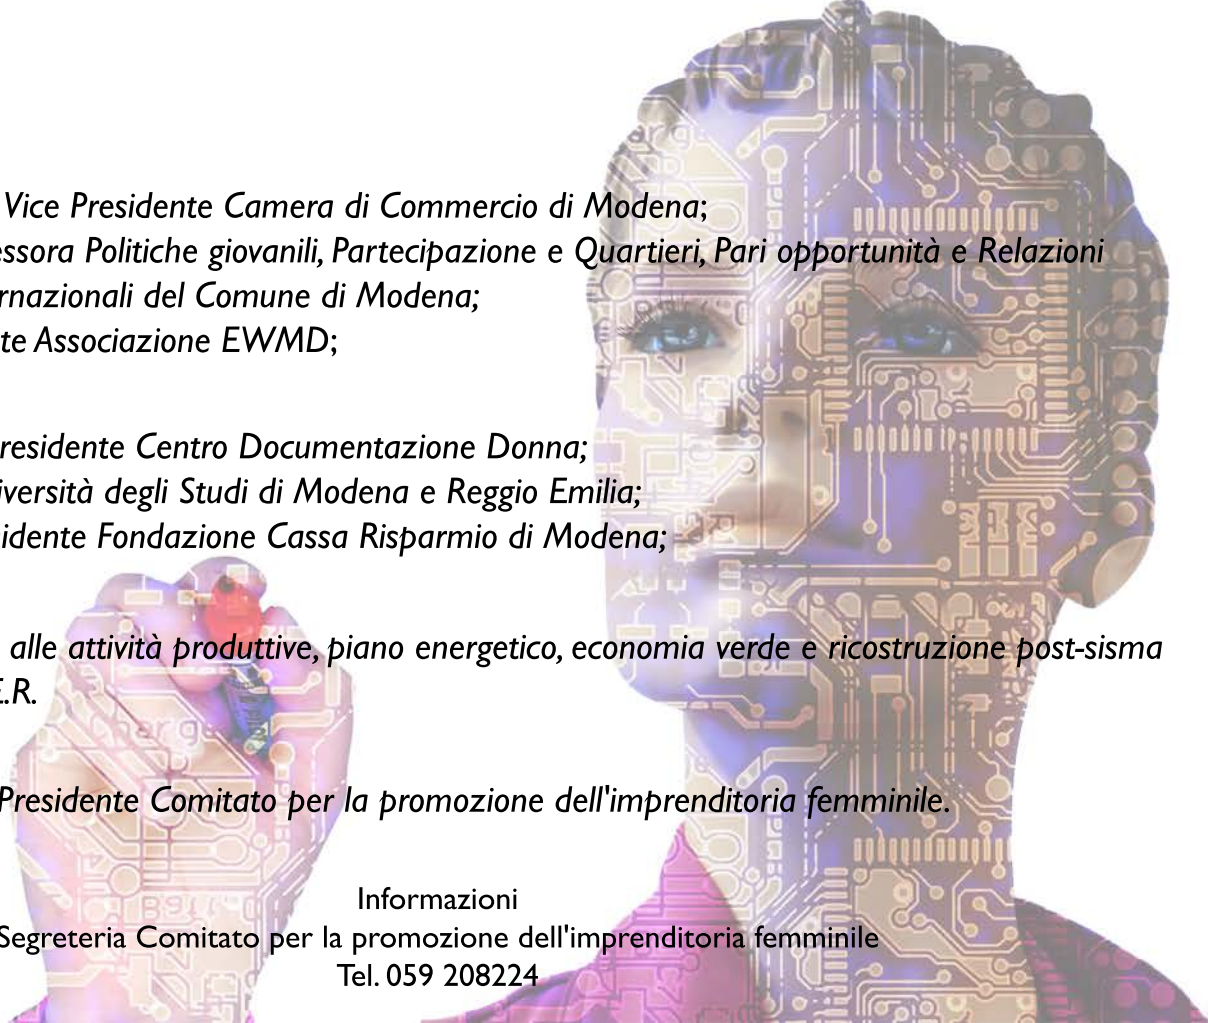 Vice Presidente Camera di Commercio di Modena;
essora Politiche giovanili, Partecipazione e Quartieri, Pari opportunità e Relazioni
rnazionali del Comune di Modena;
te Associazione EWMD;
residente Centro Documentazione Donna;
iversità degli Studi di Modena e Reggio Emilia;
idente Fondazione Cassa Risparmio di Modena;
alle attività produttive, piano energetico, economia verde e ricostruzione post-sisma
E.R.
Presidente Comitato per la promozione dell'imprenditoria femminile.
Informazioni
Segreteria Comitato per la promozione dell'imprenditoria femminile
Tel. 059 208224